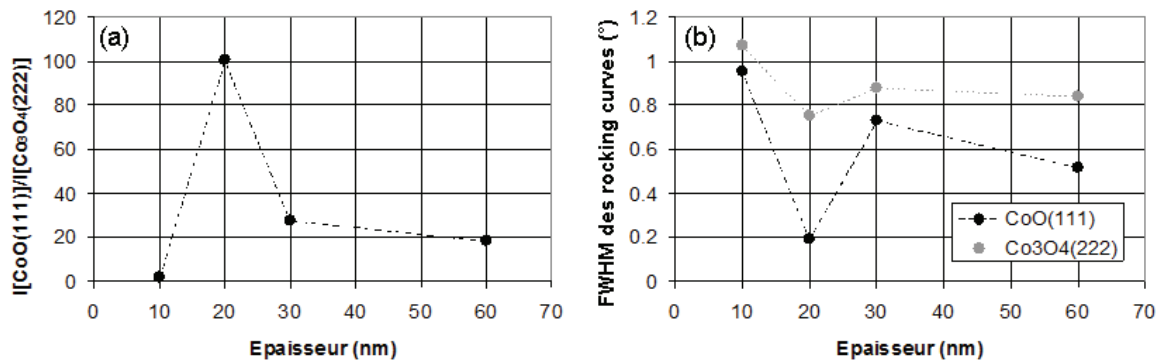 (a)
I[CoO(111)]/I[Co3O4(222)]
120
100
80
60
40
20
0
0 10 20 30 40 50 60 70
Epaisseur (nm)
(b)
FWHM des rocking curves (°)
1.2
1
0.8
0.6
0.4
0.2
0
CoO(111)
Co3O4(222)
0 10 20 30 40 50 60 70
Epaisseur (nm)